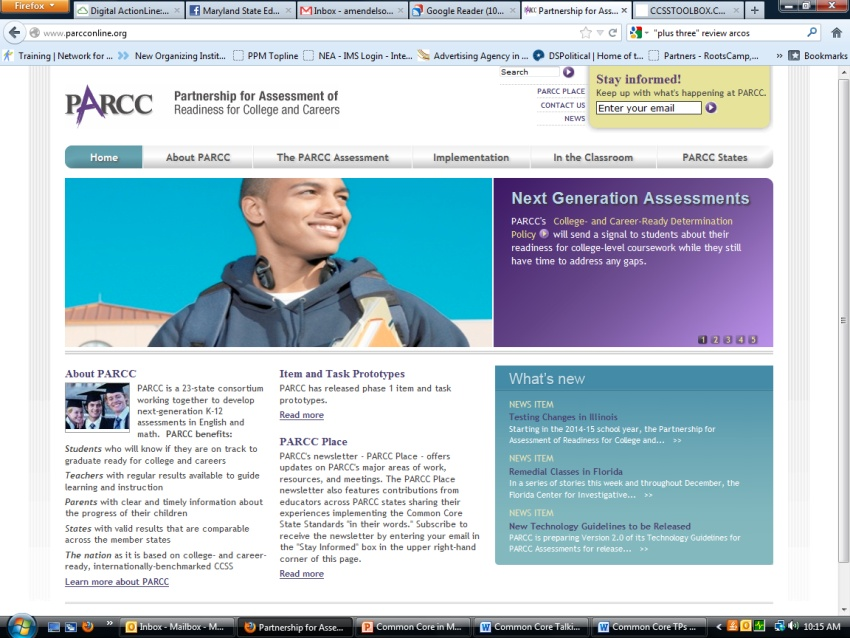 Firefox
Digital ActionLine:...
Maryland State Ed...
Inbox - amendelso...
Google Reader (10...
Partnership for Ass...
CCSSTOOLBOX.C...
www.parcconline.org
"plus three" review arcos
Training | Network for ...
New Organizing Instit...
PPM Topline
NEA - IMS Login - Inte...
Advertising Agency in ...
DSPolitical | Home of t...
Partners - RootsCamp,...
Bookmarks
PARCC
Partnership for Assessment of
Readiness for College and Careers
Search
PARCC PLACE
CONTACT US
NEWS
Stay informed!
Keep up with what's happening at PARCC.
Enter your email
Home
About PARCC
The PARCC Assessment
Implementation
In the Classroom
PARCC States
Next Generation Assessments
PARCC's College- and Career-Ready Determination
Policy will send a signal to students about their
readiness for college-level coursework while they still
have time to address any gaps.
1 2 3 4 5
About PARCC
PARCC is a 23-state consortium
working together to develop
next-generation K-12
assessments in English and
math. PARCC benefits:
Students who will know if they are on track to
graduate ready for college and careers
Teachers with regular results available to guide
learning and instruction
Parents with clear and timely information about
the progress of their children
States with valid results that are comparable
across the member states
The nation as it is based on college- and career-
ready, internationally-benchmarked CCSS
Learn more about PARCC
Item and Task Prototypes
PARCC has released phase 1 item and task
prototypes.
Read more
PARCC Place
PARCC's newsletter - PARCC Place - offers
updates on PARCC's major areas of work,
resources, and meetings. The PARCC Place
newsletter also features contributions from
educators across PARCC states sharing their
experiences implementing the Common Core
State Standards "in their words." Subscribe to
receive the newsletter by entering your email in
the "Stay Informed" box in the upper right-hand
corner of this page.
Read more
What's new
NEWS ITEM
Testing Changes in Illinois
Starting in the 2014-15 school year, the Partnership for
Assessment of Readiness for College and... >>
NEWS ITEM
Remedial Classes in Florida
In a series of stories this week and throughout December, the
Florida Center for Investigative... >>
NEWS ITEM
New Technology Guidelines to be Released
PARCC is preparing Version 2.0 of its Technology Guidelines for
PARCC Assessments for release... >>
Inbox - Mailbox - M...
Partnership for Asse...
Common Core in M...
Common Core Talki...
Common Core TPs ...
10:15 AM